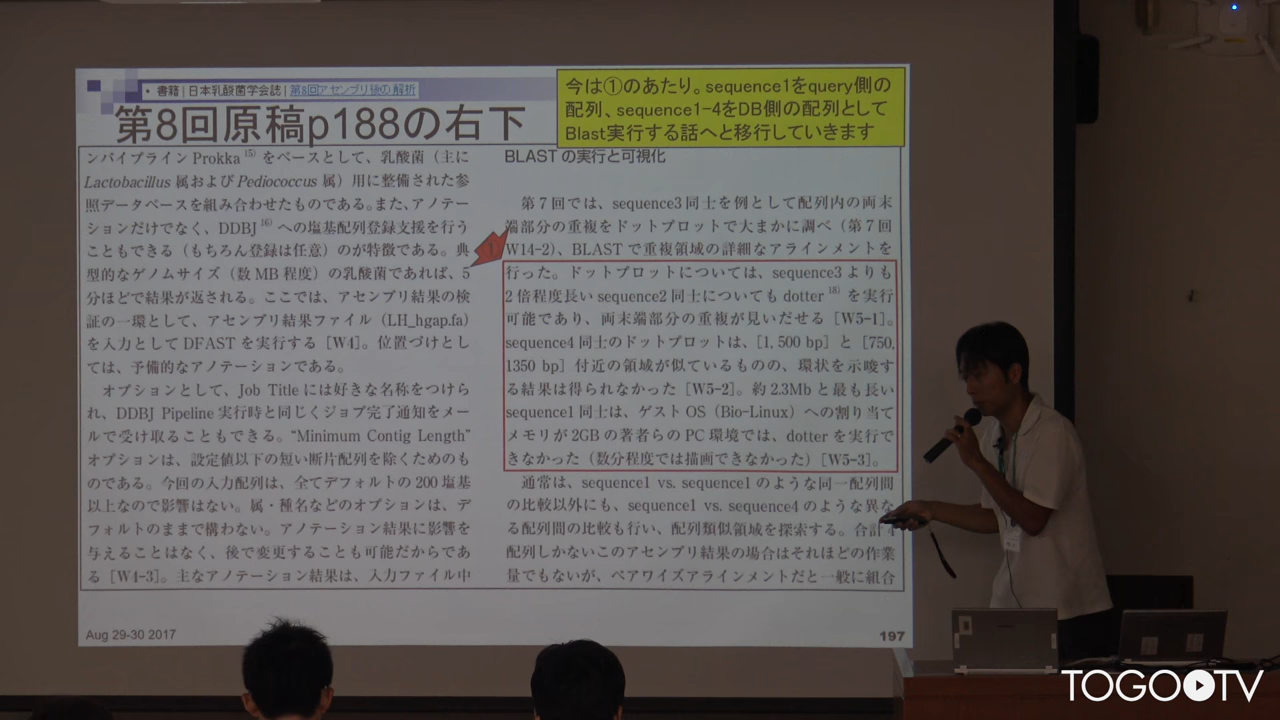 ・ 書籍 | 日本乳酸菌学会誌 | 第8回アセンブリ後の解析
第8回原稿p188の右下
今は①のあたり。sequence1をquery側の
配列、sequence1-4をDB側の配列として
Blast実行する話へと移行していきます
ンパイプライン Prokka 15) をベースとして、乳酸菌（主に
Lactobacillus 属および Pediococcus 属）用に整備された参
照データベースを組み合わせたものである。また、アノテー
ションだけでなく、DDBJ 16) への塩基配列登録支援を行う
こともできる（もちろん登録は任意）のが特徴である。典
型的なゲノムサイズ（数 MB 程度）の乳酸菌であれば、5
分ほどで結果が返される。ここでは、アセンブリ結果の検
証の一環として、アセンブリ結果ファイル（LH_hgap.fa）
を入力として DFAST を実行する［W4］。位置づけとし
ては、予備的なアノテーションである。
オプションとして、Job Title には好きな名称をつけら
れ、DDBJ Pipeline 実行時と同じくジョブ完了通知をメー
ルで受け取ることもできる。“Minimum Contig Length”
オプションは、設定値以下の短い断片配列を除くためのも
のである。今回の入力配列は、全てデフォルトの 200 塩基
以上なので影響はない。属・種名などのオプションは、デ
フォルトのままで構わない。アノテーション結果に影響を
与えることはなく、後で変更することも可能だからであ
る［W4-3］。主なアノテーション結果は、入力ファイル中
BLAST の実行と可視化
第 7 回では、sequence3 同士を例として配列内の両末
端部分の重複をドットプロットで大まかに調べ（第 7 回
W14-2）、BLAST で重複領域の詳細なアラインメントを
行った。ドットプロットについては、sequence3 よりも
2 倍程度長い sequence2 同士についても dotter 18) を実行
可能であり、両末端部分の重複が見いだせる［W5-1］。
sequence4 同士のドットプロットは、[1, 500 bp] と [750,
1350 bp] 付近の領域が似ているものの、環状を示唆す
る結果は得られなかった［W5-2］。約 2.3Mb と最も長い
sequence1 同士は、ゲスト OS（Bio-Linux）への割り当て
メモリが 2GB の著者らの PC 環境では、dotter を実行で
きなかった（数分程度では描画できなかった）［W5-3］。
通常は、sequence1 vs. sequence1 のような同一配列間
の比較以外にも、sequence1 vs. sequence4 のような異な
る配列間の比較も行い、配列類似領域を探索する。合計 4
配列しかないこのアセンブリ結果の場合はそれほどの作業
量でもないが、ペアワイズアラインメントだと一般に組合
Aug 29-30 2017
197
TOGO TV